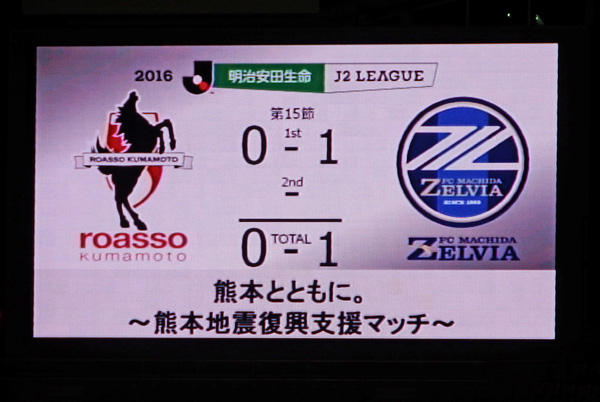 2016 J 明治安田生命 J2 LEAGUE
第15節
0 1st - 1
2nd -
0 TOTAL - 1
ROASSO KUMAMOTO
roasso
kumamoto
FC MACHIDA
ZELVIA
SINCE 1989
FC MACHIDA
ZELVIA
熊本とともに。
～熊本地震復興支援マッチ～